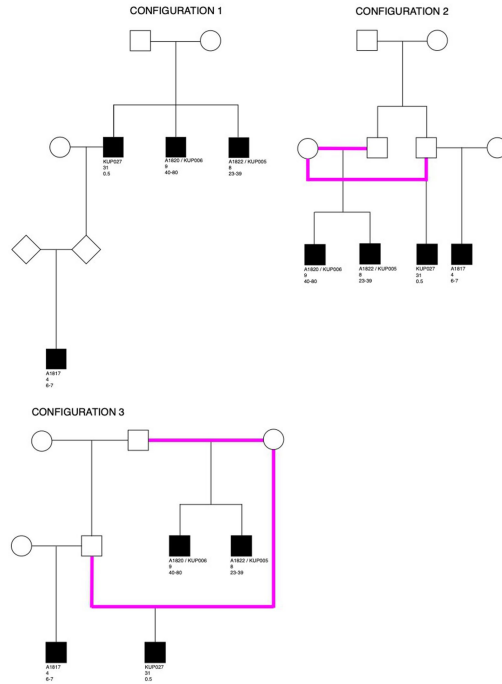 CONFIGURATION 1
KUP027
31
0.5
A1820 / KUP006
9
40-80
A1822 / KUP005
8
23-39
A1817
4
6-7
CONFIGURATION 2
A1820 / KUP006
9
40-80
A1822 / KUP005
8
23-39
KUP027
31
0.5
A1817
4
6-7
CONFIGURATION 3
A1820 / KUP006
9
40-80
A1822 / KUP005
8
23-39
A1817
4
6-7
KUP027
31
0.5